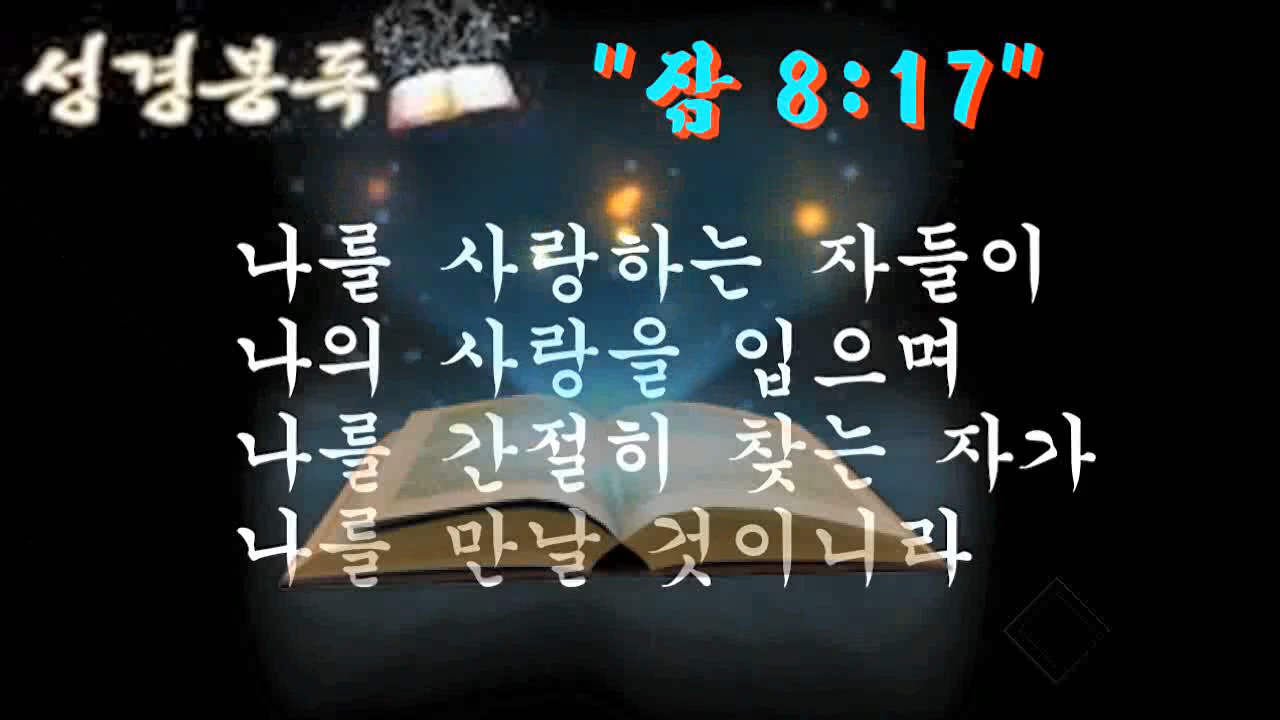 성경봉독
"잠 8:17"
나를 사랑하는 자들이
나의 사랑을 입으며
나를 간절히 찾는 자가
나를 만날 것이니라